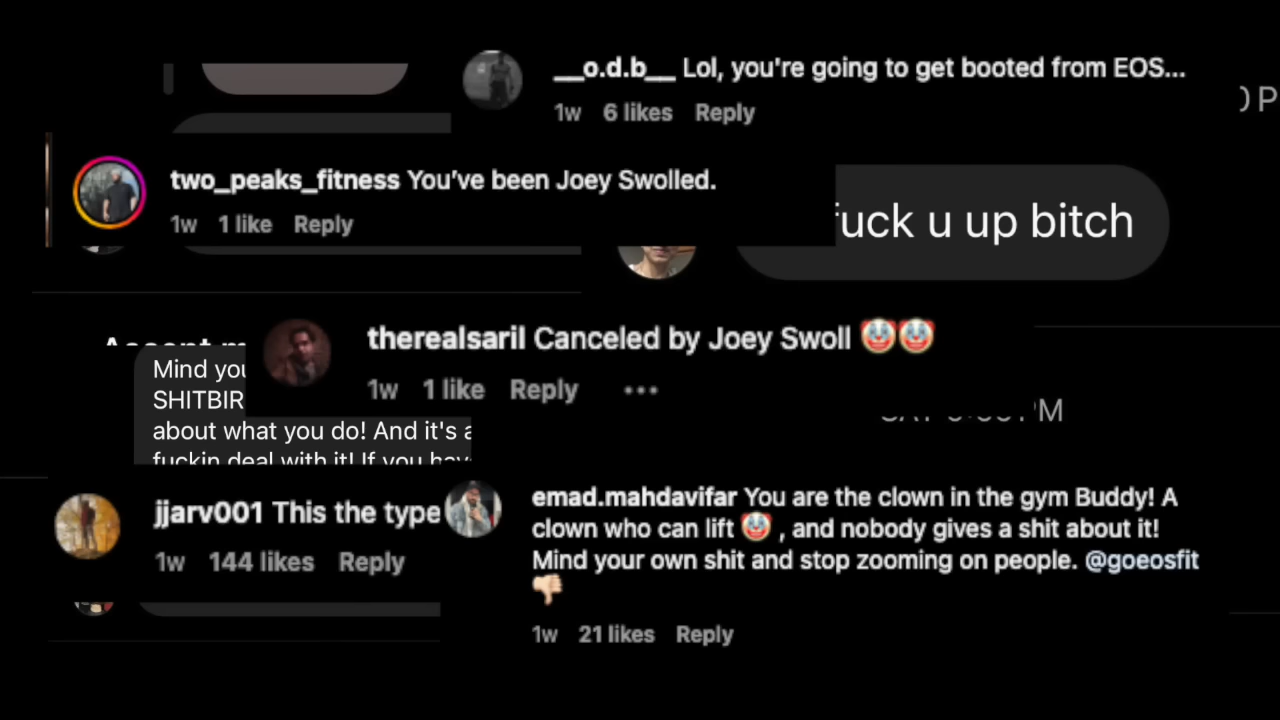 __o.d.b__ Lol, you're going to get booted from EOS...
1w 6 likes Reply
two_peaks_fitness You've been Joey Swolled.
1w 1 like Reply
uck u up bitch
therealsaril Canceled by Joey Swoll 🤡🤡
1w 1 like Reply •••
Mind you
SHITBIR
about what you do! And it's a
fuckin deal with it! If you hav
PM
jjarv001 This the type
1w 144 likes Reply
emad.mahdavifar You are the clown in the gym Buddy! A
clown who can lift 🤡 , and nobody gives a shit about it!
Mind your own shit and stop zooming on people. @goeosfit
👎🏻
1w 21 likes Reply